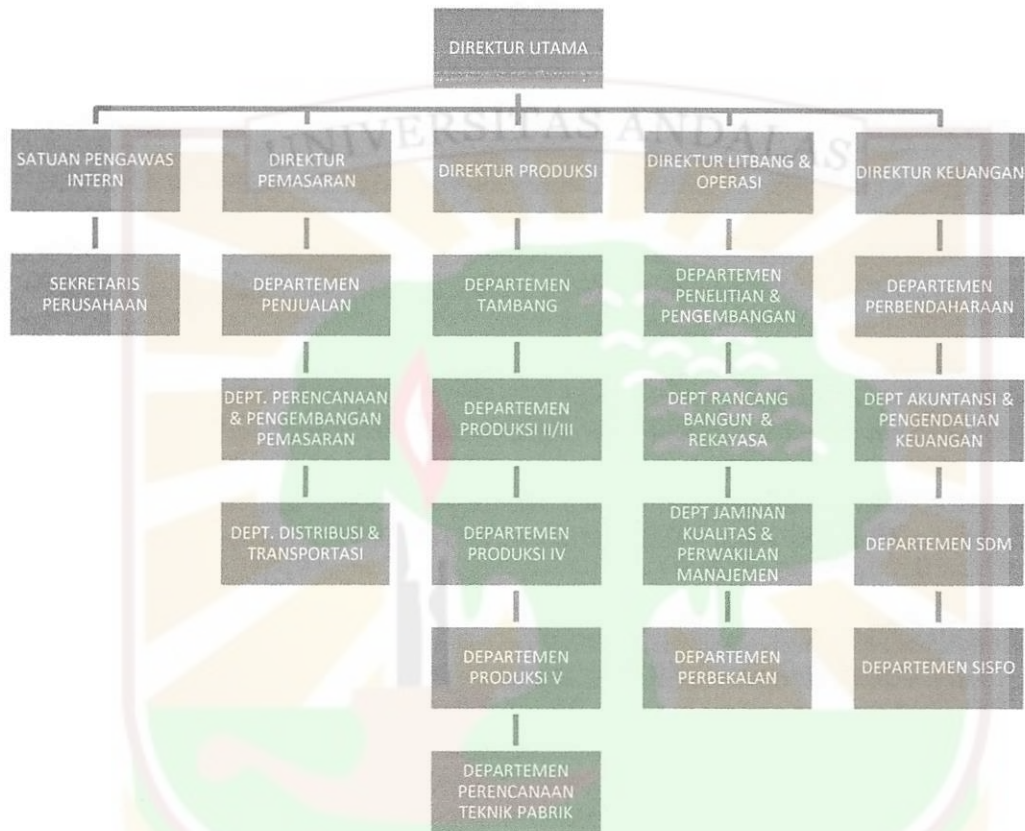 DIREKTUR UTAMA
UNIVERSITAS ANDALAS
SATUAN PENGAWAS
INTERN
DIREKTUR
PEMASARAN
DIREKTUR PRODUKSI
DIREKTUR LITBANG &
OPERASI
DIREKTUR KEUANGAN
SEKRETARIS
PERUSAHAAN
DEPARTEMEN
PENJUALAN
DEPARTEMEN
TAMBANG
DEPARTEMEN
PENELITIAN &
PENGEMBANGAN
DEPARTEMEN
PERBENDAHARAAN
DEPT. PERENCANAAN
& PENGEMBANGAN
PEMASARAN
DEPARTEMEN
PRODUKSI II/III
DEPT RANCANG
BANGUN &
REKAYASA
DEPT AKUNTANSI &
PENGENDALIAN
KEUANGAN
DEPT. DISTRIBUSI &
TRANSPORTASI
DEPARTEMEN
PRODUKSI IV
DEPT JAMINAN
KUALITAS &
PERWAKILAN
MANAJEMEN
DEPARTEMEN SDM
DEPARTEMEN
PRODUKSI V
DEPARTEMEN
PERBEKALAN
DEPARTEMEN SISFO
DEPARTEMEN
PERENCANAAN
TEKNIK PABRIK